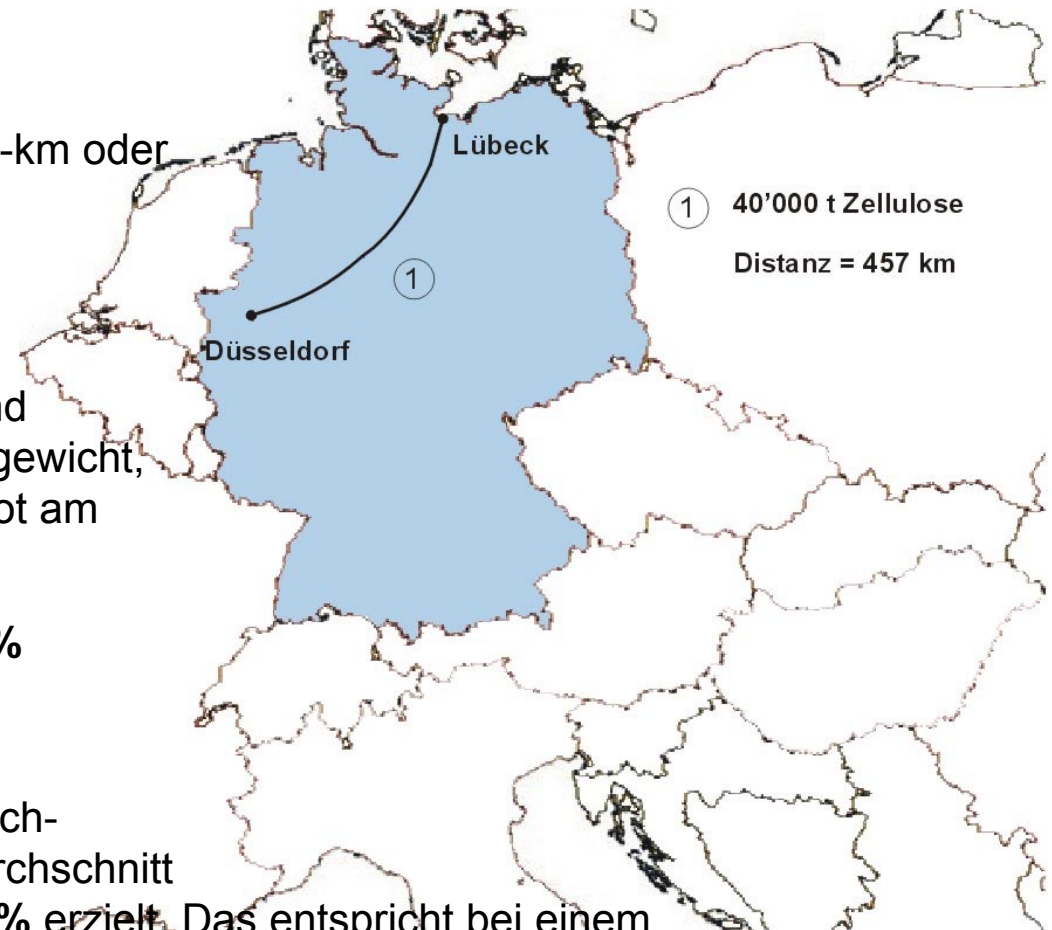 -km oder
Lübeck
1 40'000 t Zellulose
Distanz = 457 km
1
Düsseldorf
nd
gewicht,
ot am
%
ch-
rchschnitt
% erzielt. Das entspricht bei einem